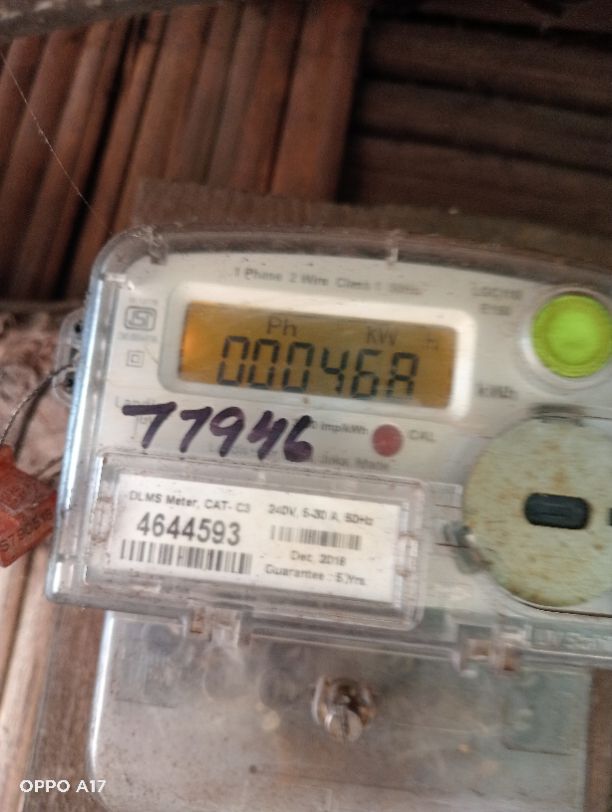 1 Phase 2 Wire Class 1
Ph kW h
000468
kWh
77946
imp/kWh CAL
DLMS Meter, CAT- C3
240V, 5-30 A, 50Hz
4644593
Dec, 2018
Guarantee : 5 Yrs.
OPPO A17